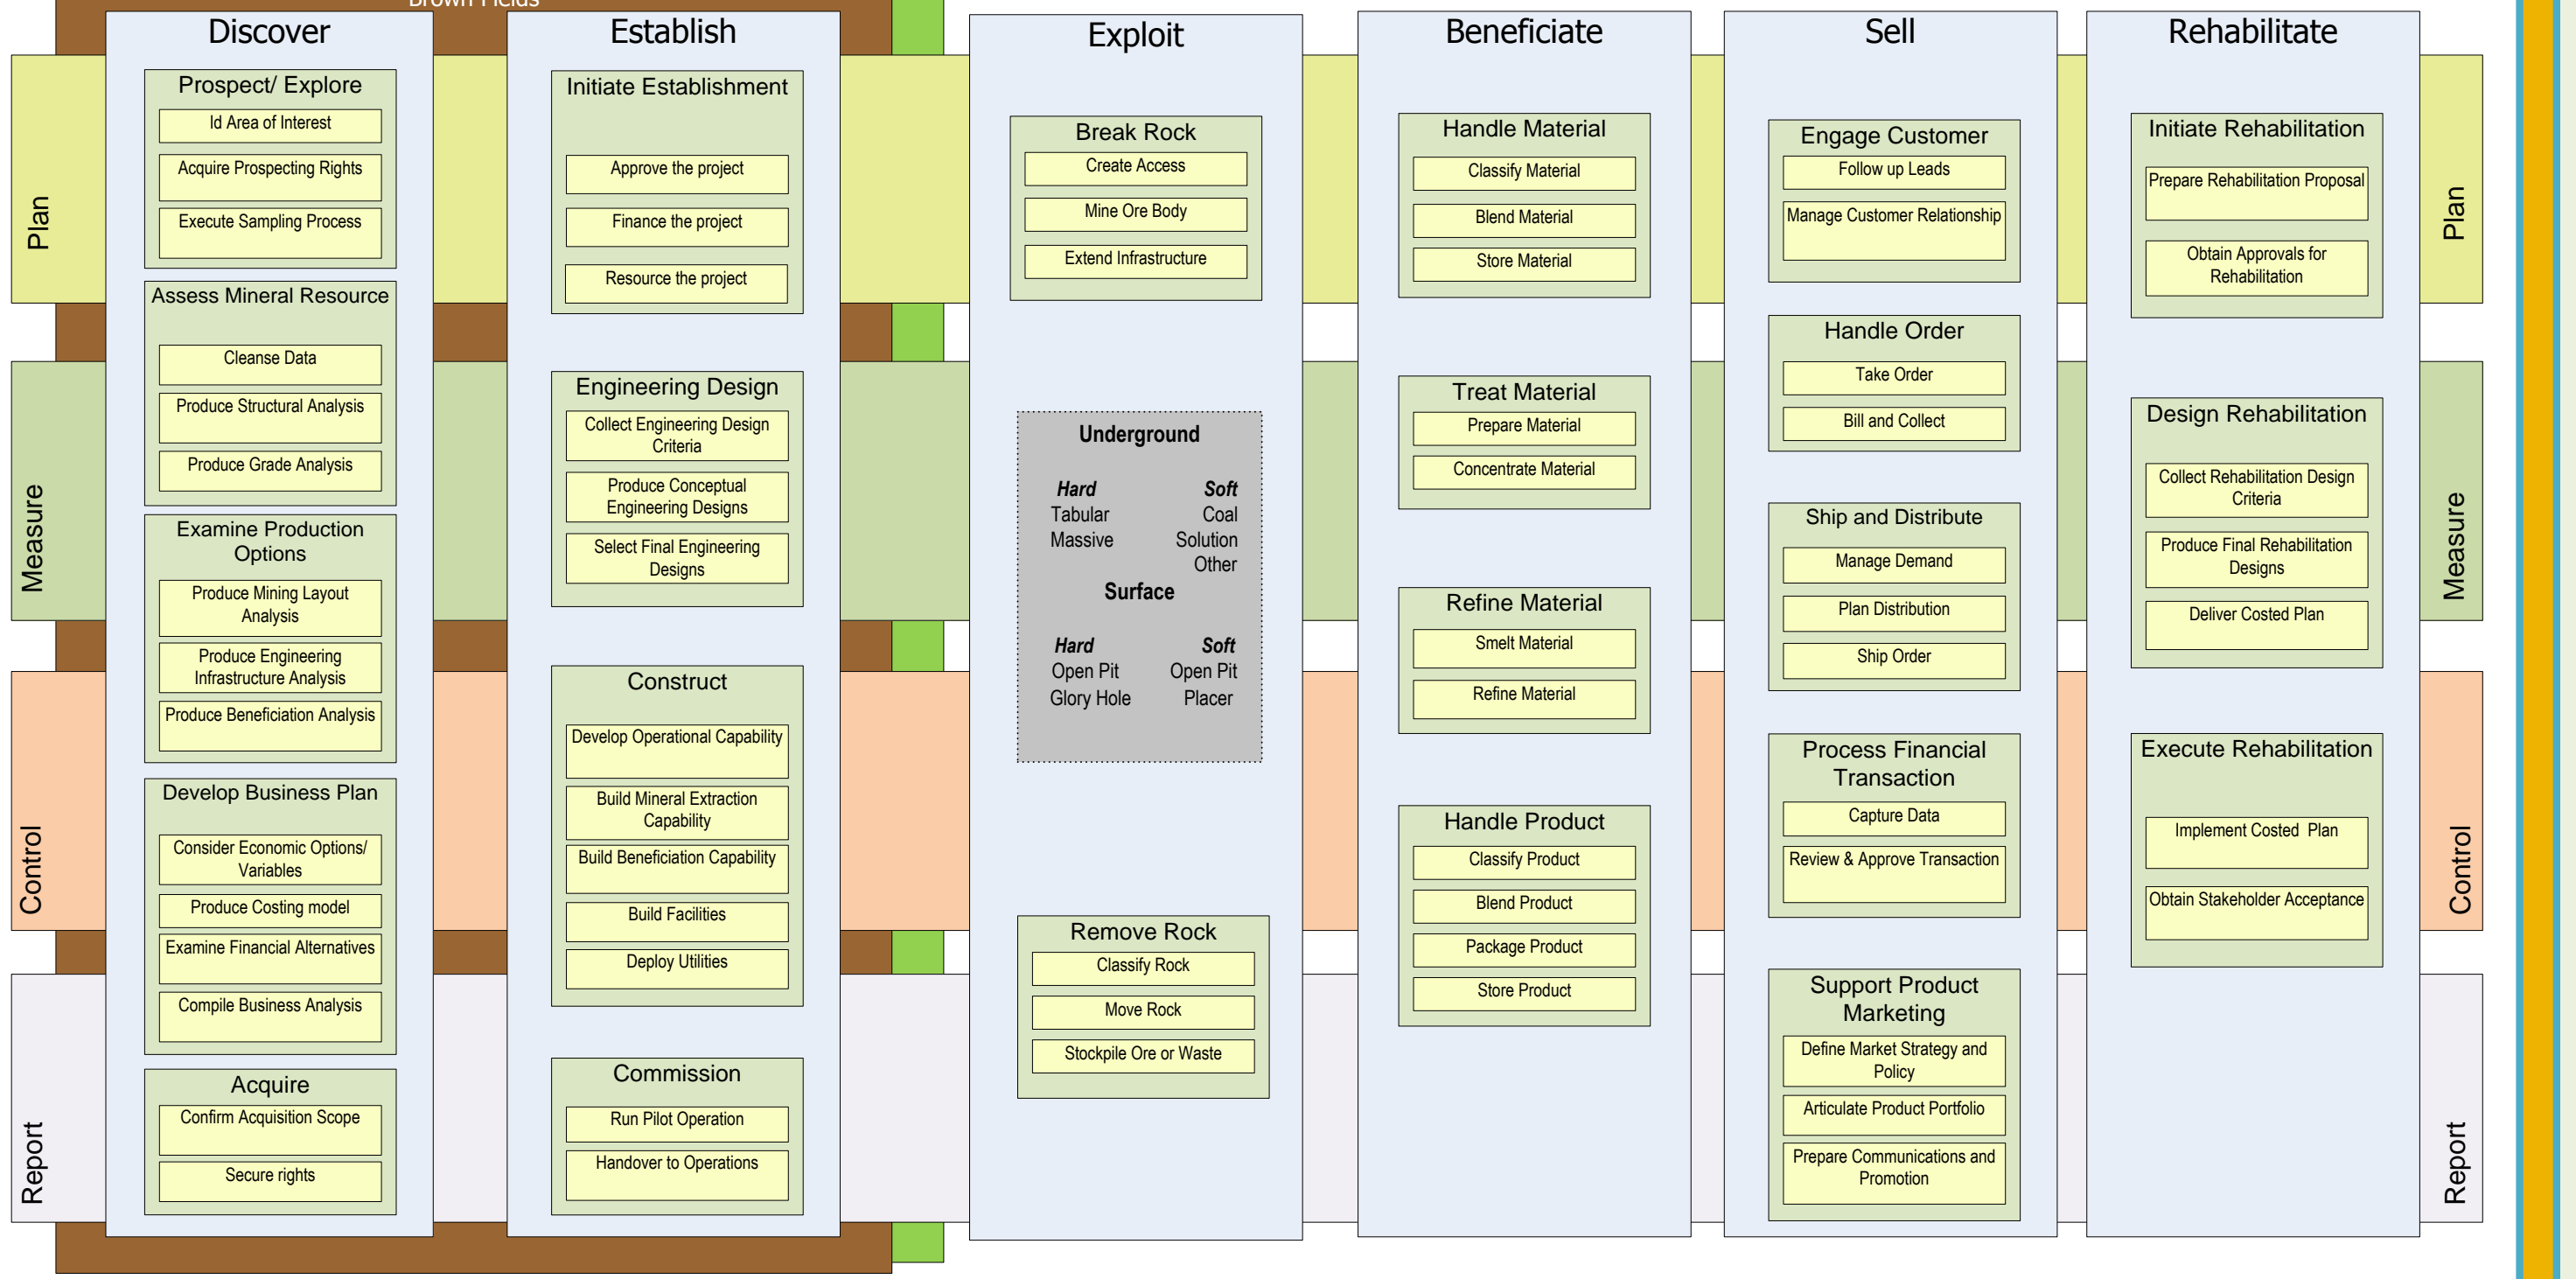 Brown Fields
Discover
Prospect/ Explore
Id Area of Interest
Acquire Prospecting Rights
Execute Sampling Process
Assess Mineral Resource
Cleanse Data
Produce Structural Analysis
Produce Grade Analysis
Examine Production
Options
Produce Mining Layout
Analysis
Produce Engineering
Infrastructure Analysis
Produce Beneficiation Analysis
Develop Business Plan
Consider Economic Options/
Variables
Produce Costing model
Examine Financial Alternatives
Compile Business Analysis
Acquire
Confirm Acquisition Scope
Secure rights
Establish
Initiate Establishment
Approve the project
Finance the project
Resource the project
Engineering Design
Collect Engineering Design
Criteria
Produce Conceptual
Engineering Designs
Select Final Engineering
Designs
Construct
Develop Operational Capability
Build Mineral Extraction
Capability
Build Beneficiation Capability
Build Facilities
Deploy Utilities
Commission
Run Pilot Operation
Handover to Operations
Exploit
Break Rock
Create Access
Mine Ore Body
Extend Infrastructure
Underground
Hard Soft
Tabular Coal
Massive Solution
Other
Surface
Hard Soft
Open Pit Open Pit
Glory Hole Placer
Remove Rock
Classify Rock
Move Rock
Stockpile Ore or Waste
Beneficiate
Handle Material
Classify Material
Blend Material
Store Material
Treat Material
Prepare Material
Concentrate Material
Refine Material
Smelt Material
Refine Material
Handle Product
Classify Product
Blend Product
Package Product
Store Product
Sell
Engage Customer
Follow up Leads
Manage Customer Relationship
Handle Order
Take Order
Bill and Collect
Ship and Distribute
Manage Demand
Plan Distribution
Ship Order
Process Financial
Transaction
Capture Data
Review & Approve Transaction
Support Product
Marketing
Define Market Strategy and
Policy
Articulate Product Portfolio
Prepare Communications and
Promotion
Rehabilitate
Initiate Rehabilitation
Prepare Rehabilitation Proposal
Obtain Approvals for
Rehabilitation
Design Rehabilitation
Collect Rehabilitation Design
Criteria
Produce Final Rehabilitation
Designs
Deliver Costed Plan
Execute Rehabilitation
Implement Costed Plan
Obtain Stakeholder Acceptance
Plan
Measure
Control
Report
Plan
Measure
Control
Report